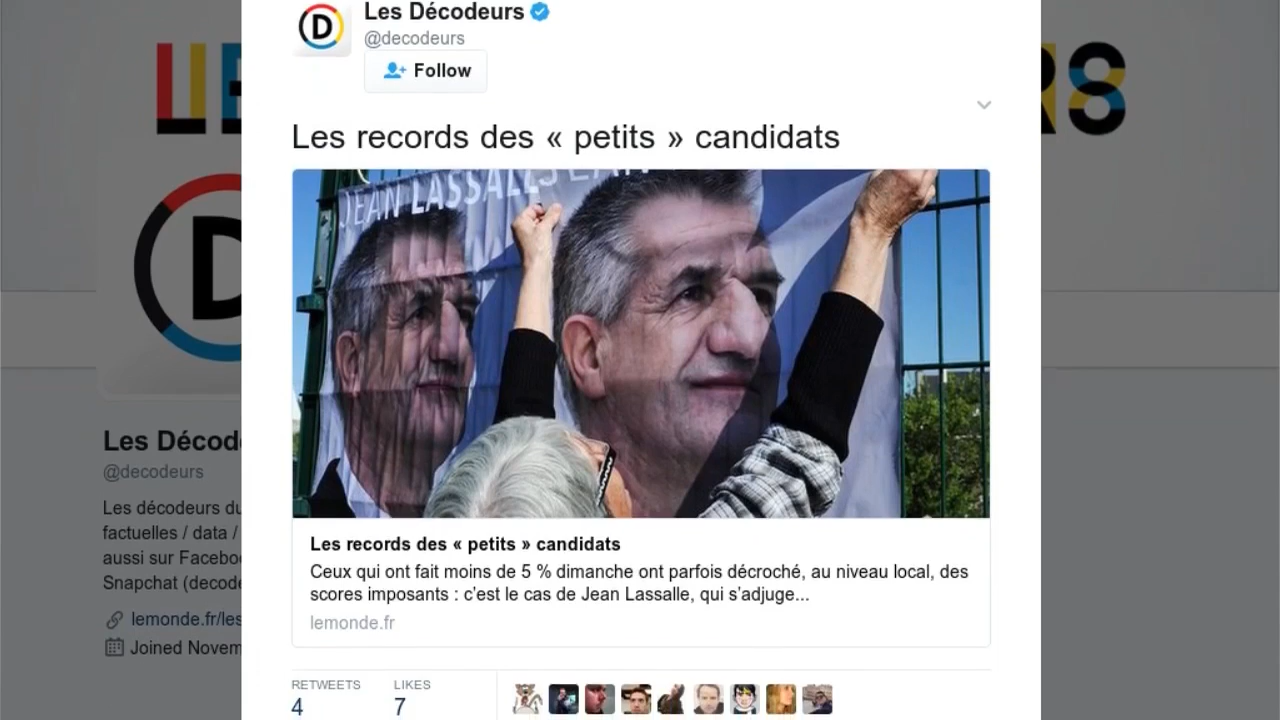 Les Décodeurs
@decodeurs
Follow
Les records des « petits » candidats
JEAN LASSALLE
Les records des « petits » candidats
Ceux qui ont fait moins de 5 % dimanche ont parfois décroché, au niveau local, des
scores imposants : c'est le cas de Jean Lassalle, qui s'adjuge...
lemonde.fr
RETWEETS
4
LIKES
7
D
LE
RS
D
Les Décod
@decodeurs
Les décodeurs du
factuelles / data /
aussi sur Facebo
Snapchat (decode
lemonde.fr/les
Joined Novem